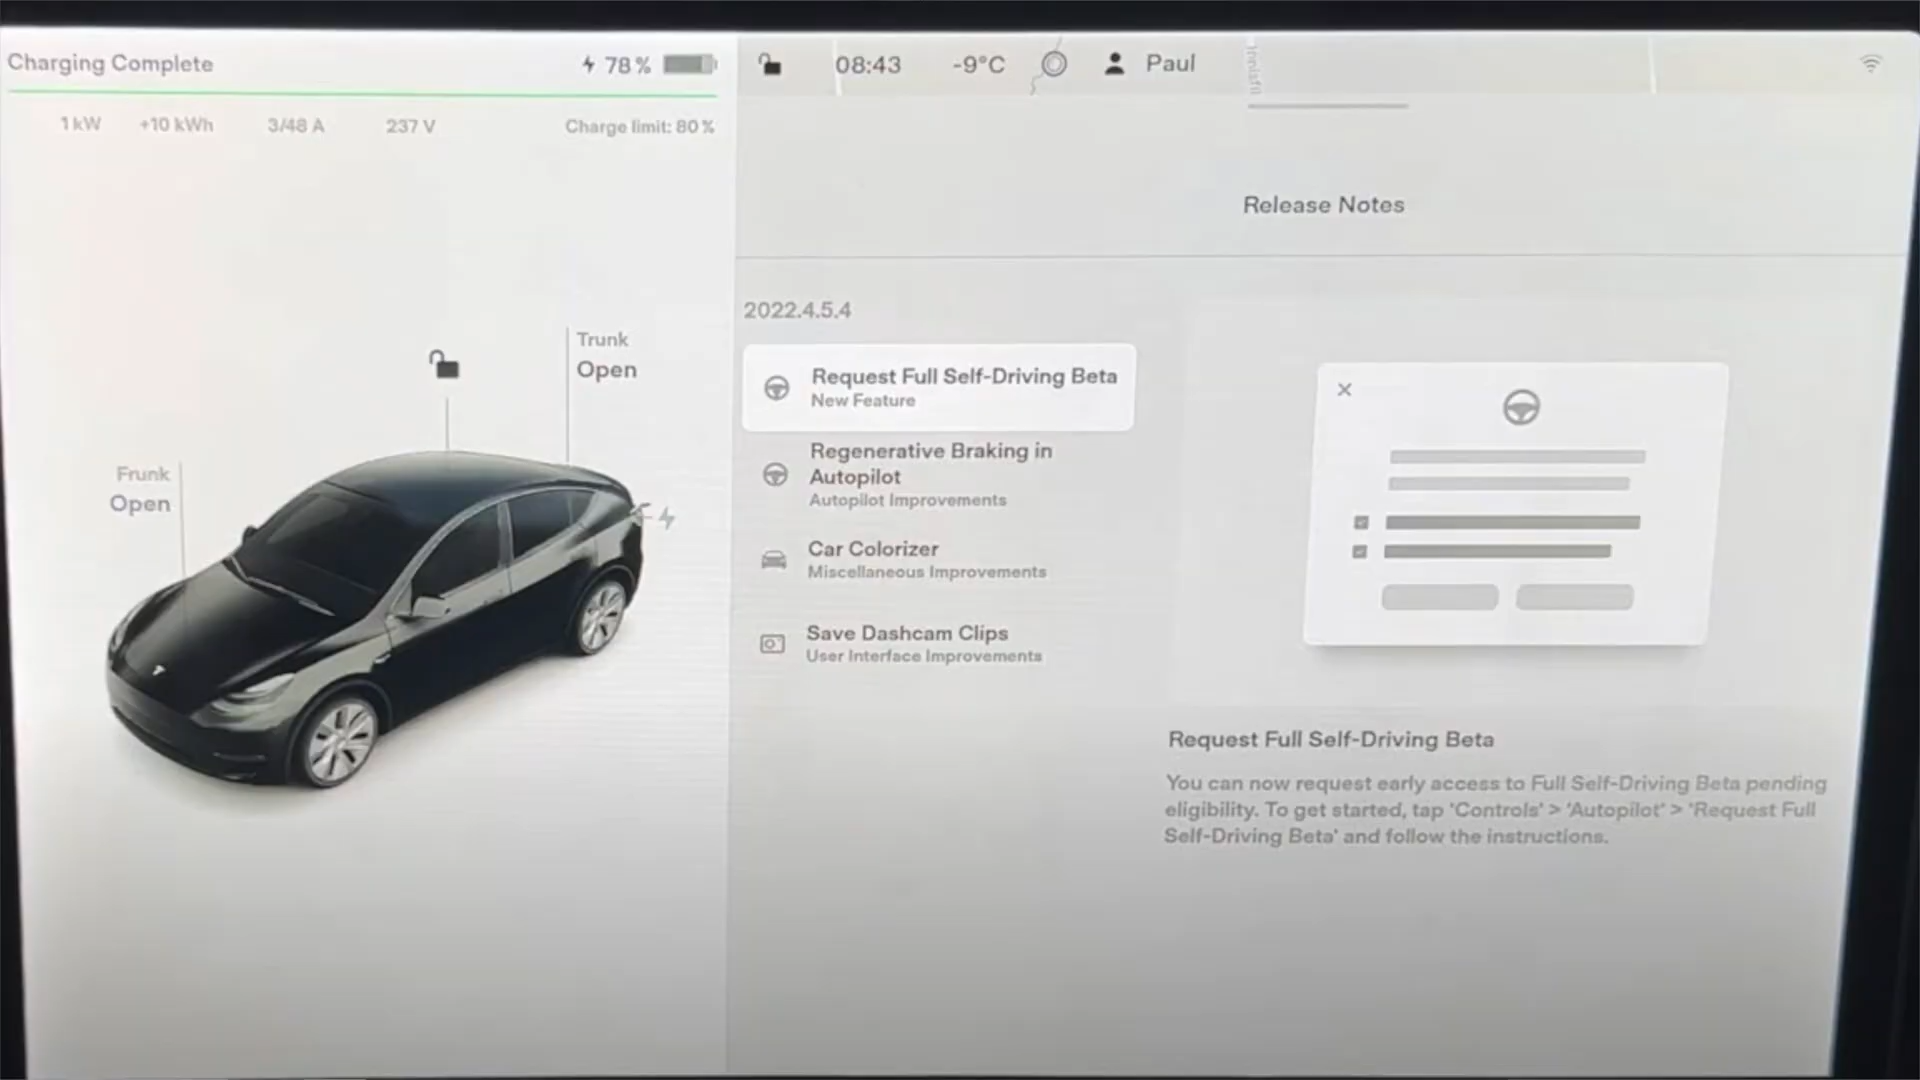 Charging Complete
78 %
1 kW
+10 kWh
3/48 A
237 V
Charge limit: 80 %
Trunk
Open
Frunk
Open
08:43
-9°C
Paul
Innisfil
Release Notes
2022.4.5.4
Request Full Self-Driving Beta
New Feature
Regenerative Braking in
Autopilot
Autopilot Improvements
Car Colorizer
Miscellaneous Improvements
Save Dashcam Clips
User Interface Improvements
Request Full Self-Driving Beta
You can now request early access to Full Self-Driving Beta pending
eligibility. To get started, tap 'Controls' > 'Autopilot' > 'Request Full
Self-Driving Beta' and follow the instructions.